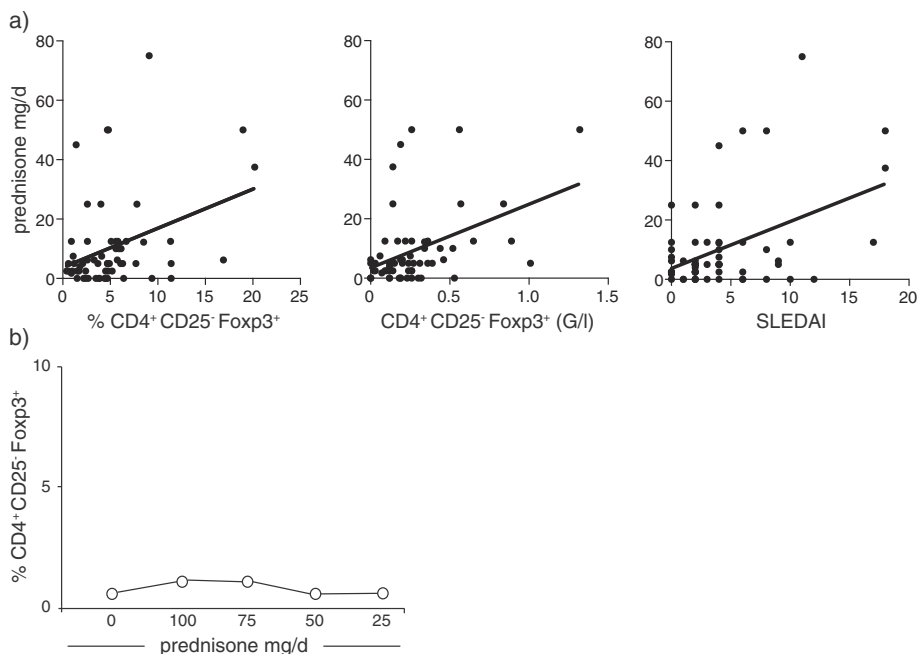 a)
prednisone mg/d
80
60
40
20
0
0 5 10 15 20 25
% CD4⁺ CD25⁻ Foxp3⁺
80
60
40
20
0
0 0.5 1.0 1.5
CD4⁺ CD25⁻ Foxp3⁺ (G/l)
80
60
40
20
0
0 5 10 15 20
SLEDAI
b)
% CD4⁺ CD25⁻ Foxp3⁺
10
5
0
0 100 75 50 25
prednisone mg/d